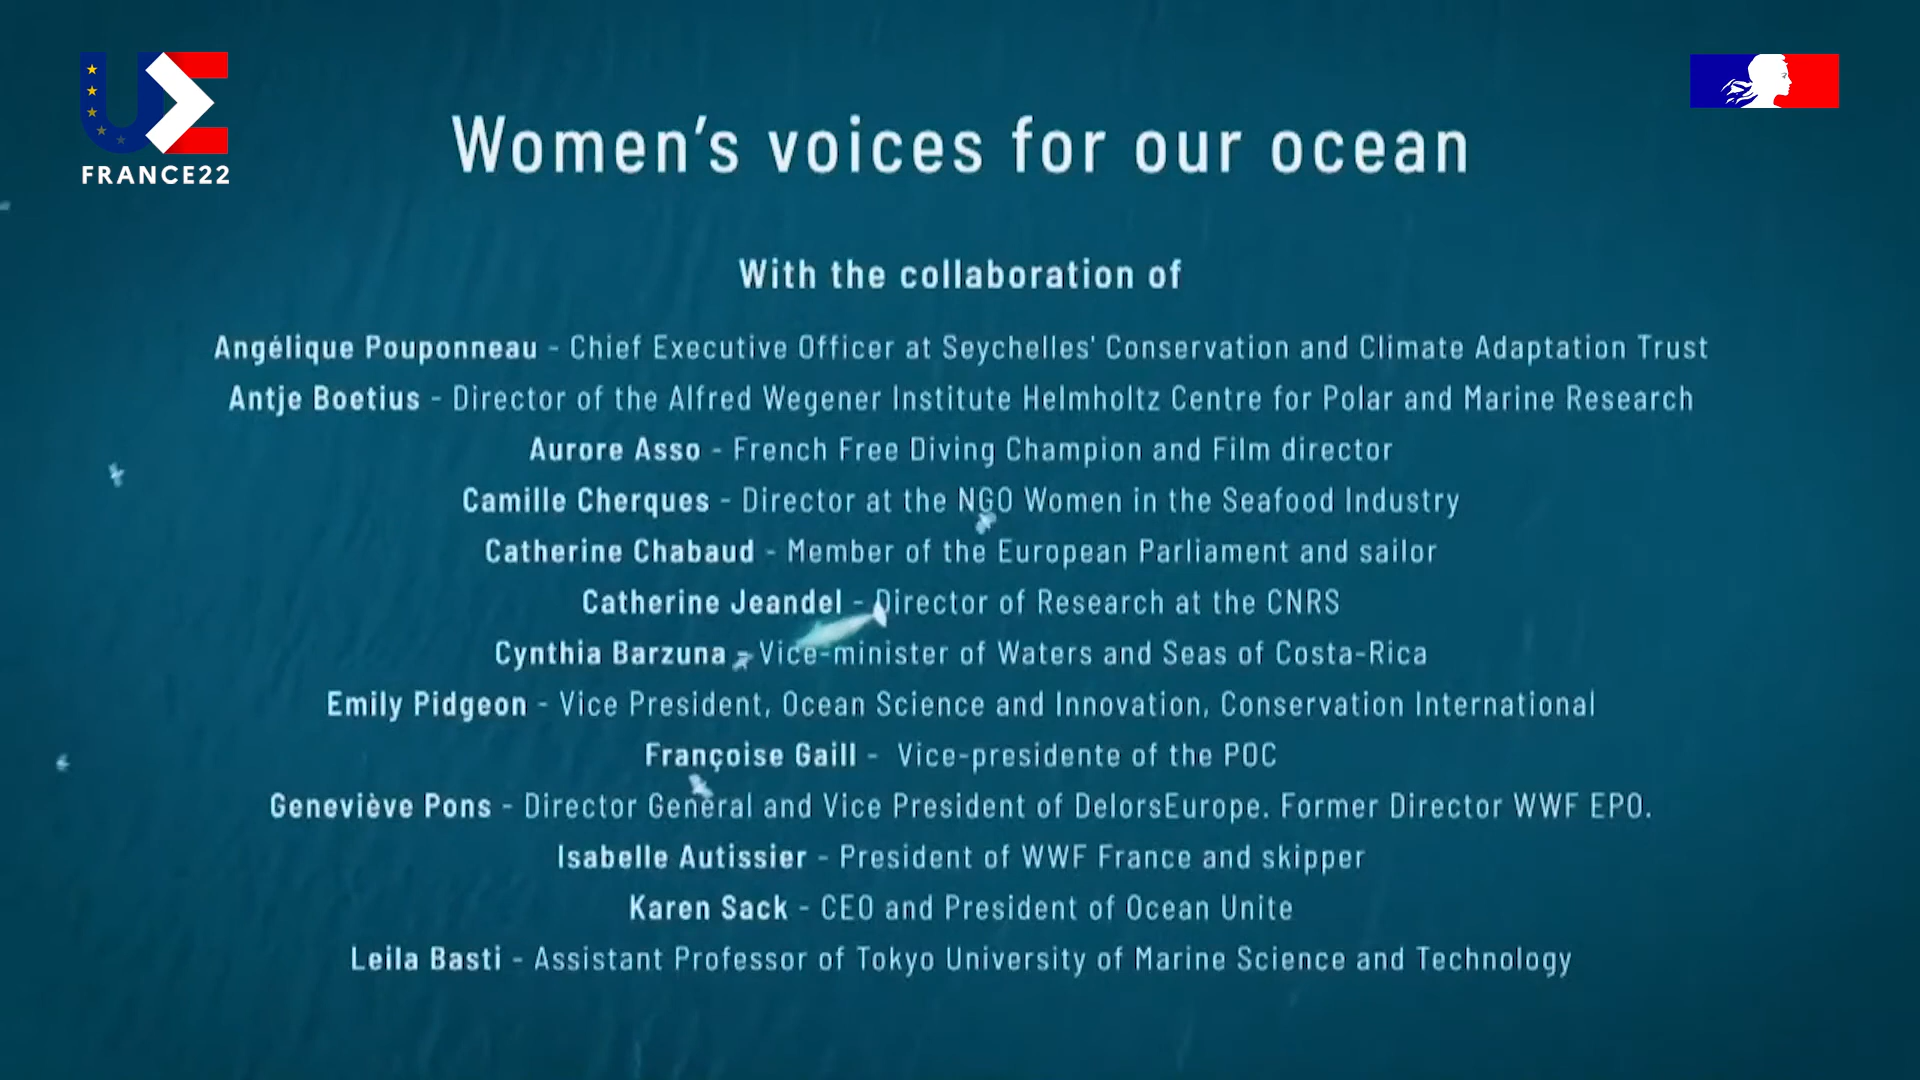 UE
FRANCE22
Women’s voices for our ocean
With the collaboration of
Angélique Pouponneau - Chief Executive Officer at Seychelles' Conservation and Climate Adaptation Trust
Antje Boetius - Director of the Alfred Wegener Institute Helmholtz Centre for Polar and Marine Research
Aurore Asso - French Free Diving Champion and Film director
Camille Cherques - Director at the NGO Women in the Seafood Industry
Catherine Chabaud - Member of the European Parliament and sailor
Catherine Jeandel - Director of Research at the CNRS
Cynthia Barzuna - Vice-minister of Waters and Seas of Costa-Rica
Emily Pidgeon - Vice President, Ocean Science and Innovation, Conservation International
Françoise Gaill - Vice-presidente of the POC
Geneviève Pons - Director General and Vice President of DelorsEurope. Former Director WWF EPO.
Isabelle Autissier - President of WWF France and skipper
Karen Sack - CEO and President of Ocean Unite
Leila Basti - Assistant Professor of Tokyo University of Marine Science and Technology